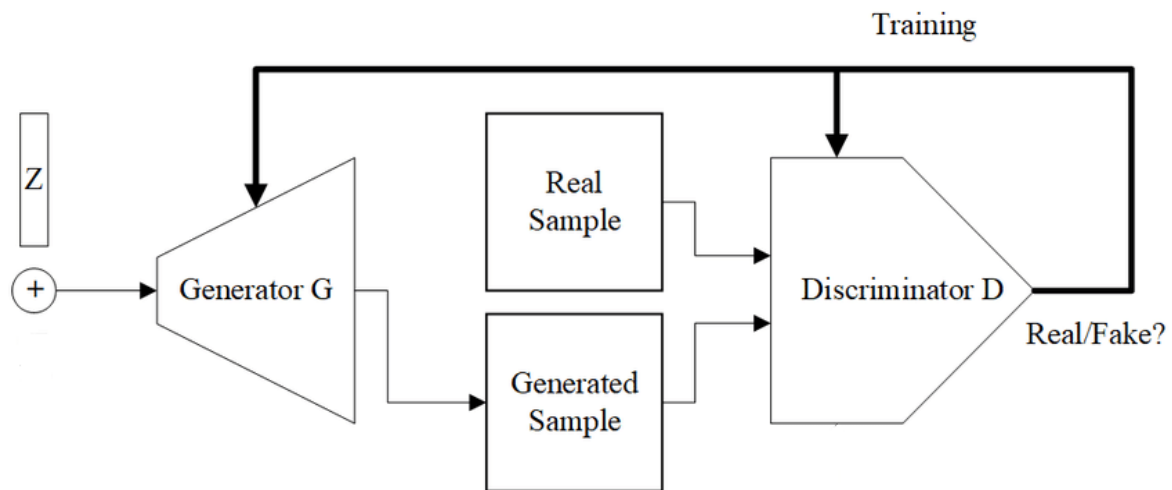 Training
Z
+
Generator G
Real
Sample
Generated
Sample
Discriminator D
Real/Fake?